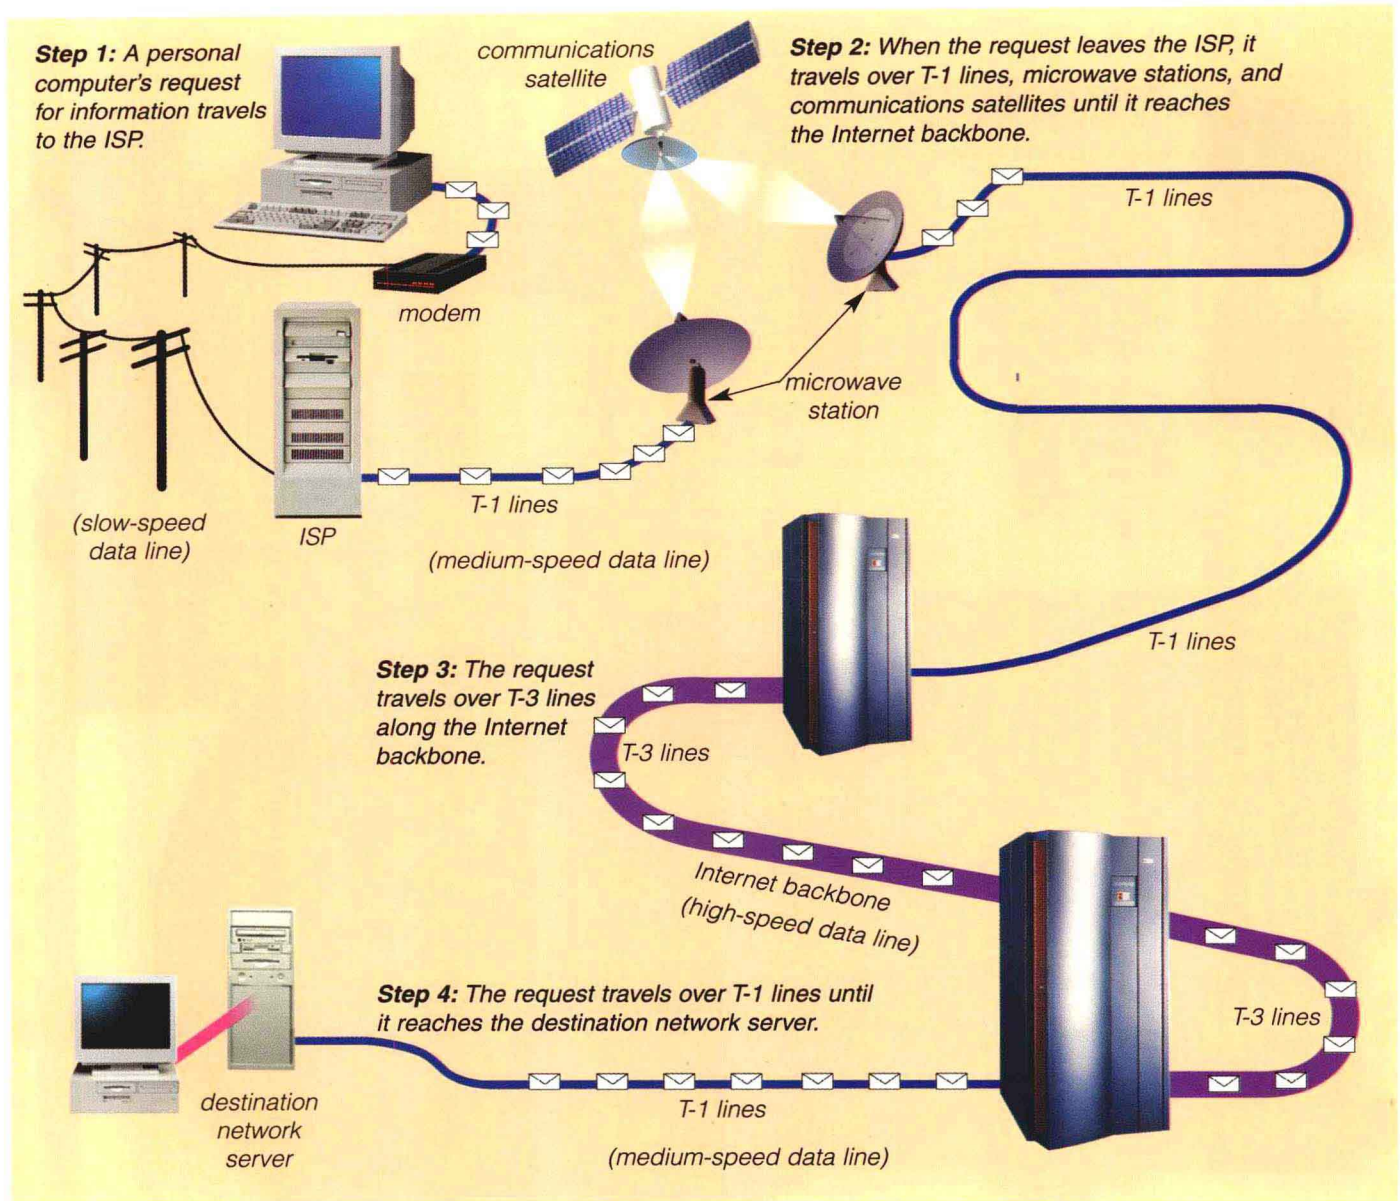 Step 1: A personal
computer's request
for information travels
to the ISP.
communications
satellite
Step 2: When the request leaves the ISP, it
travels over T-1 lines, microwave stations, and
communications satellites until it reaches
the Internet backbone.
T-1 lines
modem
microwave
station
(slow-speed
data line)
ISP
T-1 lines
(medium-speed data line)
T-1 lines
Step 3: The request
travels over T-3 lines
along the Internet
backbone.
T-3 lines
Internet backbone
(high-speed data line)
Step 4: The request travels over T-1 lines until
it reaches the destination network server.
T-3 lines
destination
network
server
T-1 lines
(medium-speed data line)